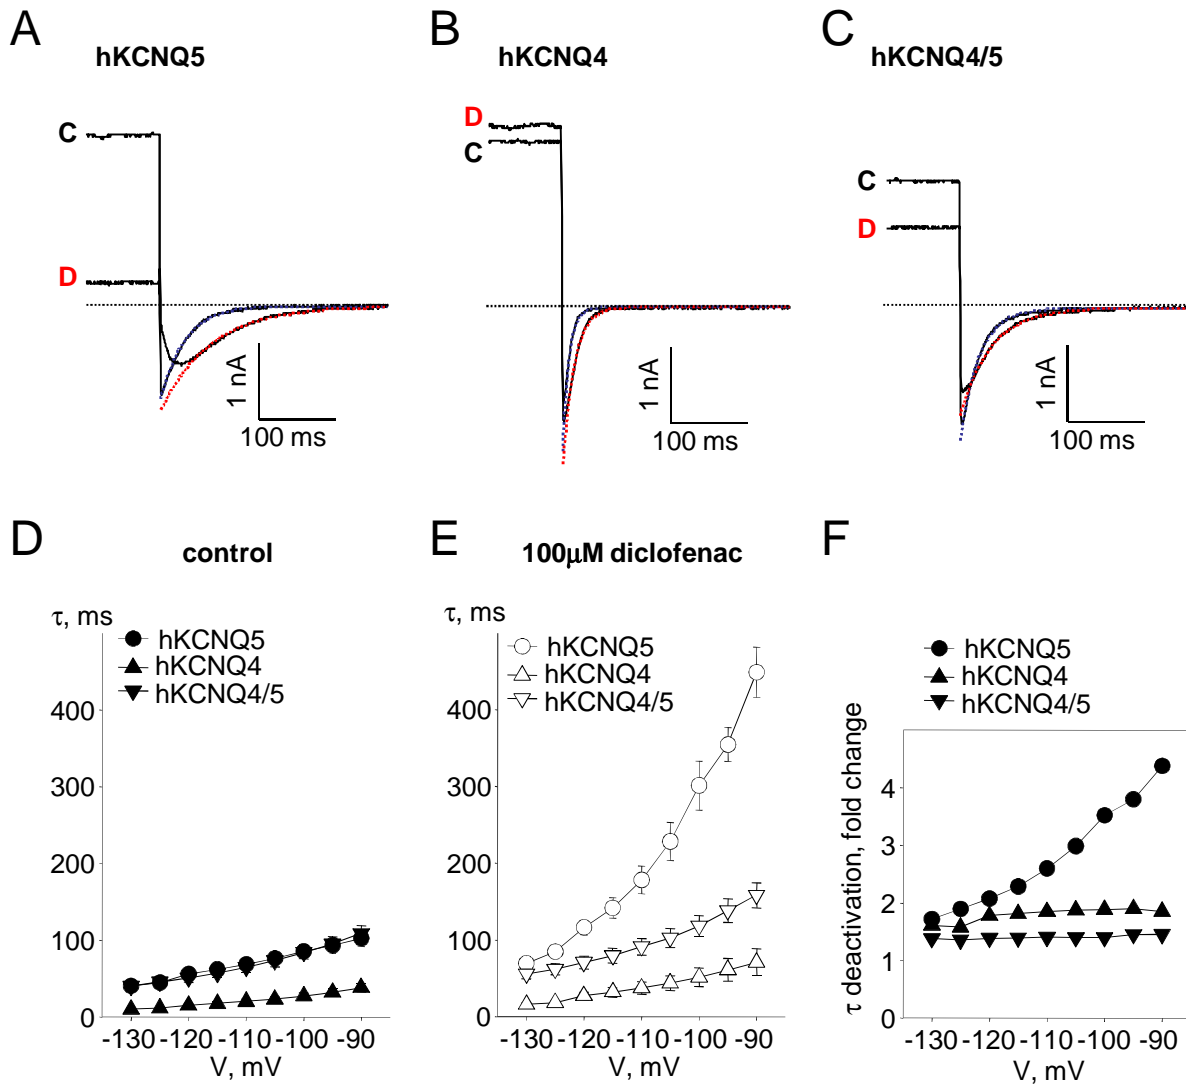 A
hKCNQ5
C
D
1 nA
100 ms
B
hKCNQ4
D
C
1 nA
100 ms
C
hKCNQ4/5
C
D
1 nA
100 ms
D
control
τ, ms
hKCNQ5
hKCNQ4
hKCNQ4/5
400
300
200
100
0
-130 -120 -110 -100 -90
V, mV
E
100μM diclofenac
τ, ms
hKCNQ5
hKCNQ4
hKCNQ4/5
400
300
200
100
0
-130 -120 -110 -100 -90
V, mV
F
hKCNQ5
hKCNQ4
hKCNQ4/5
τ deactivation, fold change
4
3
2
1
0
-130 -120 -110 -100 -90
V, mV